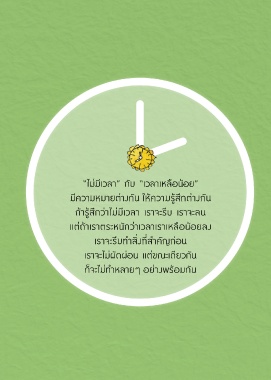 "ไม่มีเวลา" กับ "เวลาเหลือน้อย"
มีความหมายต่างกัน ให้ความรู้สึกต่างกัน
ถ้ารู้สึกว่าไม่มีเวลา เราจะรีบ เราจะลน
แต่ถ้าเราตระหนักว่าเวลาเราเหลือน้อยลง
เราจะรีบทำสิ่งที่สำคัญก่อน
เราจะไม่ผัดผ่อน แต่ขณะเดียวกัน
ก็จะไม่ทำหลายๆ อย่างพร้อมกัน